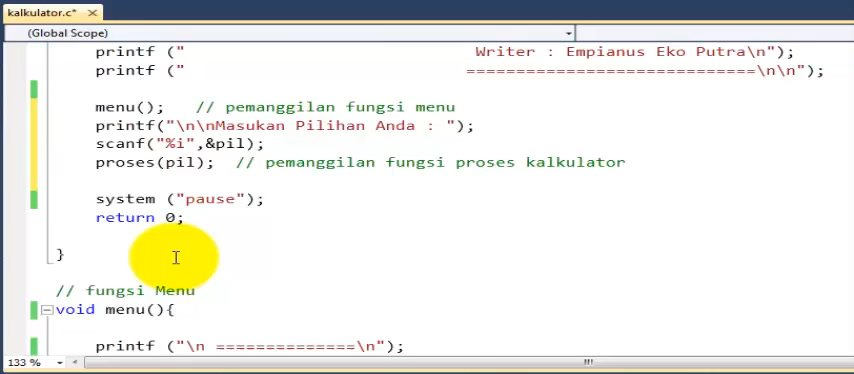 kalkulator.c*
(Global Scope)
printf ("                             Writer : Empianus Eko Putra\n");
printf ("                            =============================\n\n");
menu();   // pemanggilan fungsi menu
printf("\n\nMasukan Pilihan Anda : ");
scanf("%i",&pil);
proses(pil);  // pemanggilan fungsi proses kalkulator
system ("pause");
return 0;
}
// fungsi Menu
void menu(){
printf ("\n ==============\n");
133 %